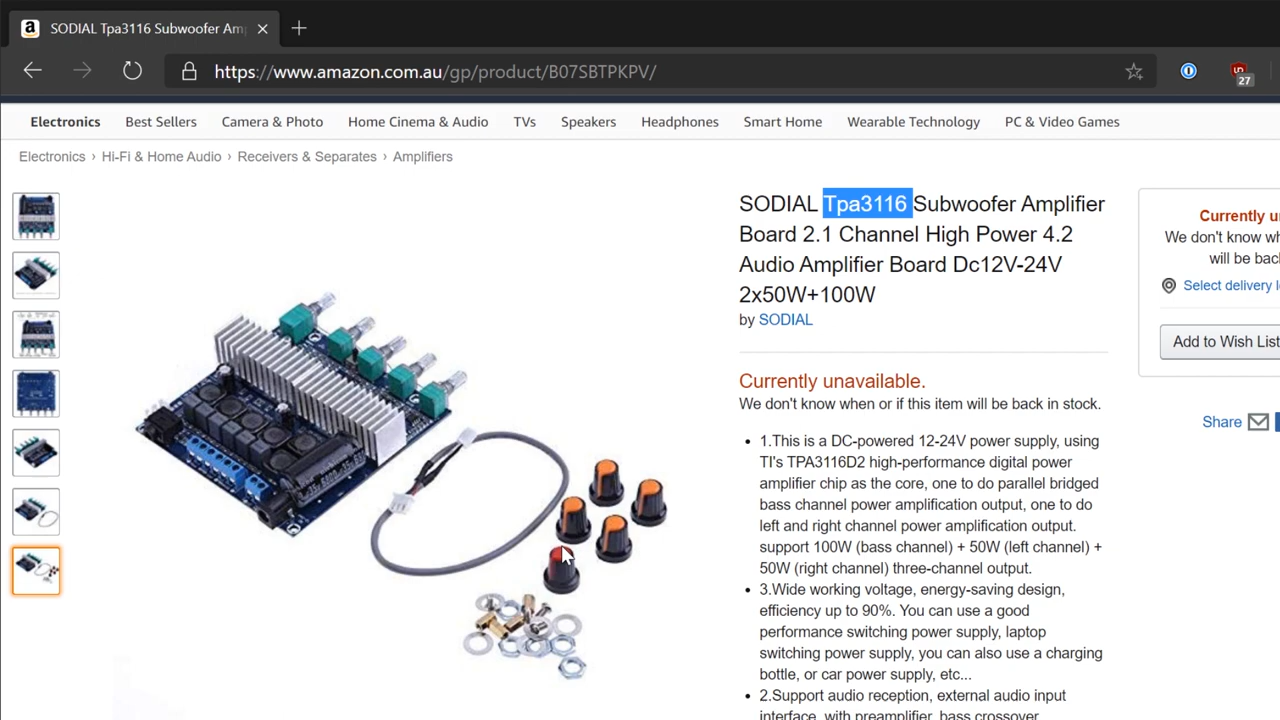 SODIAL Tpa3116 Subwoofer Am
https://www.amazon.com.au/gp/product/B07SBTPKPV/
27
Electronics Best Sellers Camera & Photo Home Cinema & Audio TVs Speakers Headphones Smart Home Wearable Technology PC & Video Games
Electronics › Hi-Fi & Home Audio › Receivers & Separates › Amplifiers
SODIAL Tpa3116 Subwoofer Amplifier
Board 2.1 Channel High Power 4.2
Audio Amplifier Board Dc12V-24V
2x50W+100W
by SODIAL
Currently unavailable.
We don't know when or if this item will be back in stock.
1.This is a DC-powered 12-24V power supply, using
TI's TPA3116D2 high-performance digital power
amplifier chip as the core, one to do parallel bridged
bass channel power amplification output, one to do
left and right channel power amplification output.
support 100W (bass channel) + 50W (left channel) +
50W (right channel) three-channel output.
3.Wide working voltage, energy-saving design,
efficiency up to 90%. You can use a good
performance switching power supply, laptop
switching power supply, you can also use a charging
bottle, or car power supply, etc...
2.Support audio reception, external audio input
interface, with preamplifier, bass crossover
Currently u
We don't know wh
will be back
Select delivery l
Add to Wish List
Share